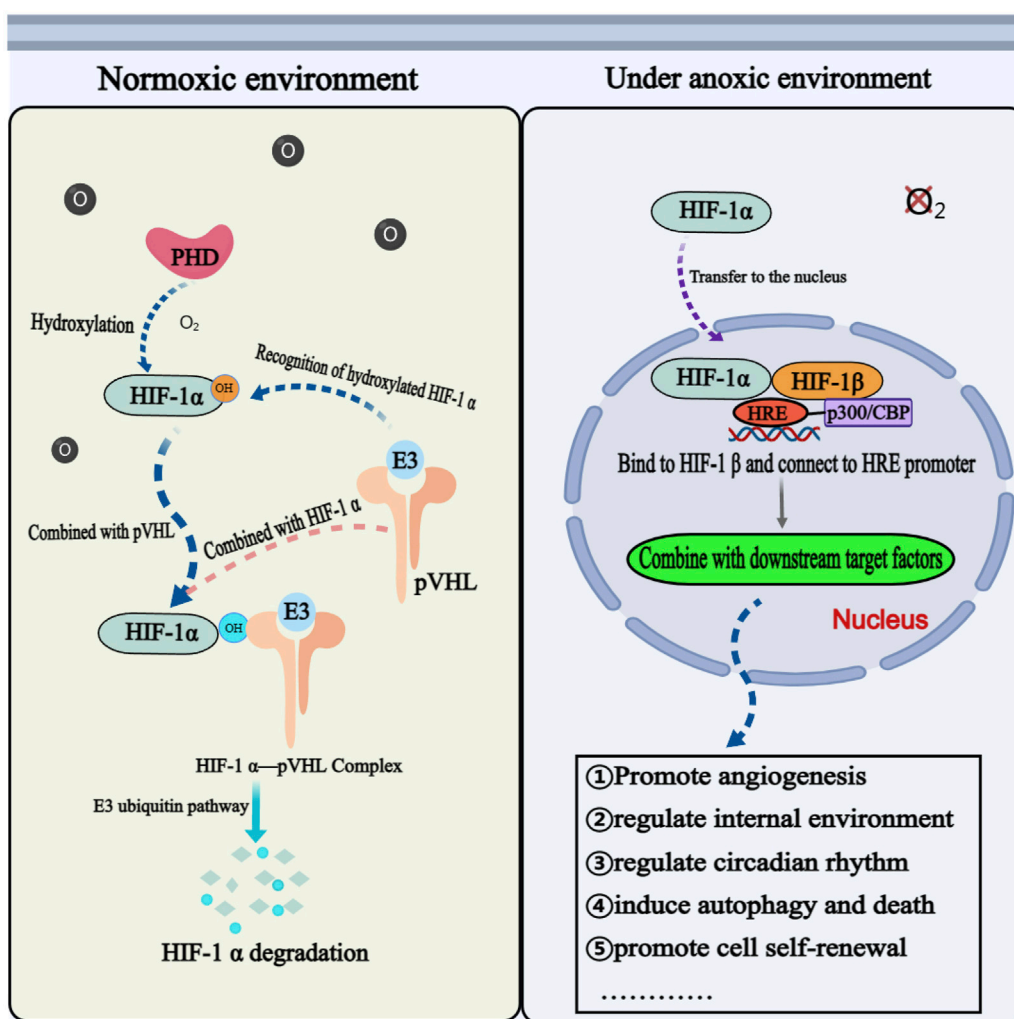 Normoxic environment
Under anoxic environment
O
O
O
PHD
Hydroxylation
O₂
HIF-1α
OH
Recognition of hydroxylated HIF-1 α
O
E3
Combined with pVHL
Combined with HIF-1 α
pVHL
HIF-1α
OH
E3
HIF-1 α—pVHL Complex
E3 ubiquitin pathway
HIF-1 α degradation
HIF-1α
O₂
Transfer to the nucleus
HIF-1α
HIF-1β
HRE
p300/CBP
Bind to HIF-1 β and connect to HRE promoter
Combine with downstream target factors
Nucleus
①Promote angiogenesis
②regulate internal environment
③regulate circadian rhythm
④induce autophagy and death
⑤promote cell self-renewal
............